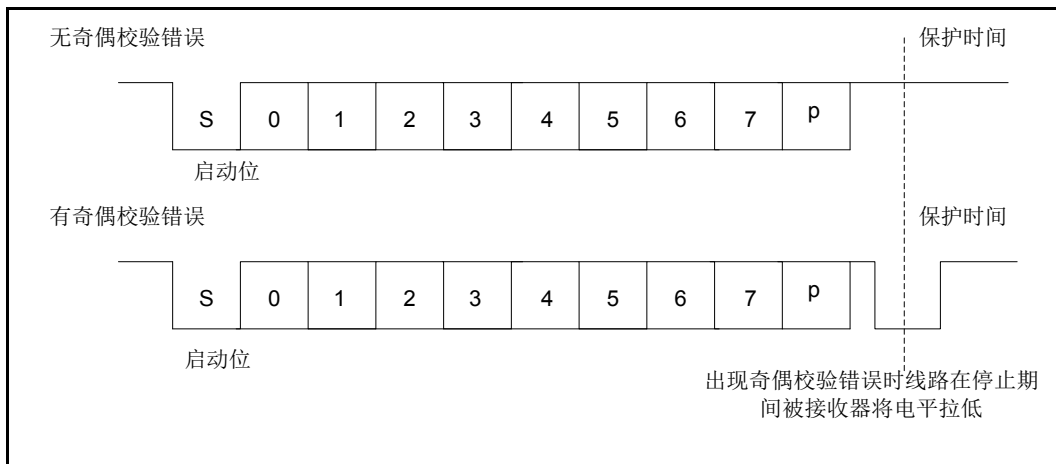 无奇偶校验错误 保护时间
S 0 1 2 3 4 5 6 7 p
启动位
有奇偶校验错误 保护时间
S 0 1 2 3 4 5 6 7 p
启动位
出现奇偶校验错误时线路在停止期
间被接收器将电平拉低